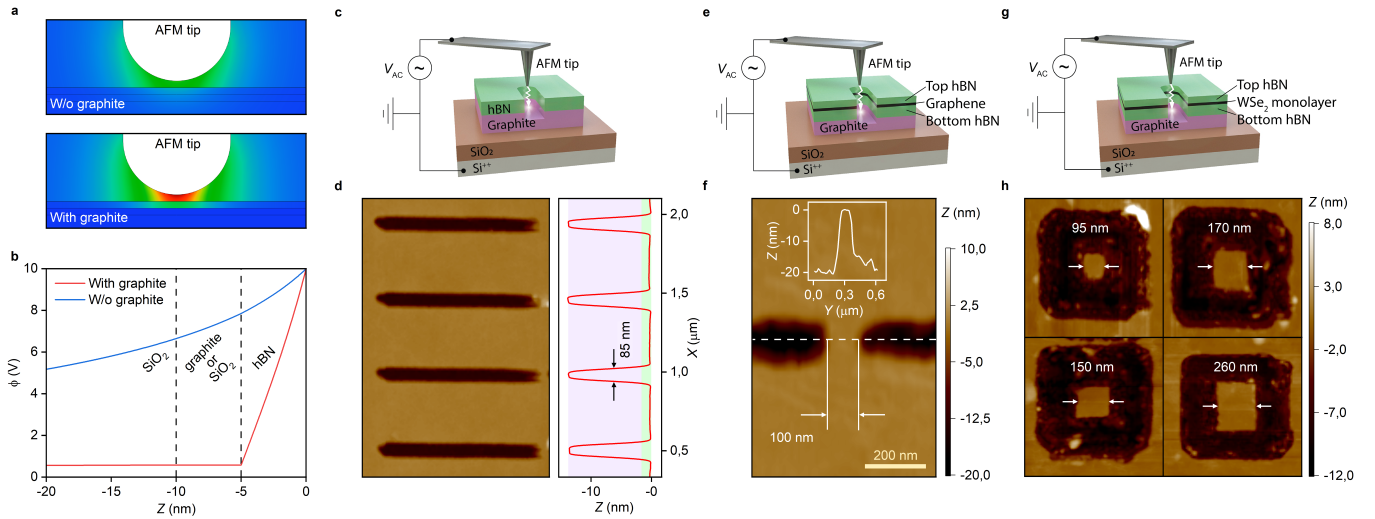 a
AFM tip
W/o graphite
AFM tip
With graphite
b
10
8
6
4
2
0
ϕ (V)
With graphite
W/o graphite
SiO₂
graphite
or
SiO₂
hBN
-20
-15
-10
-5
0
Z (nm)
c
V_AC
~
AFM tip
hBN
Graphite
SiO₂
Si⁺⁺
d
85 nm
-10
-0
Z (nm)
2,0
1,5
1,0
0,5
X (μm)
e
V_AC
~
AFM tip
Top hBN
Graphene
Bottom hBN
Graphite
SiO₂
Si⁺⁺
f
0
-10
-20
Z (nm)
0,0
0,3
0,6
Y (μm)
100 nm
200 nm
Z (nm)
10,0
2,5
-5,0
-12,5
-20,0
g
V_AC
~
AFM tip
Top hBN
WSe₂ monolayer
Bottom hBN
Graphite
SiO₂
Si⁺⁺
h
95 nm
170 nm
150 nm
260 nm
Z (nm)
8,0
3,0
-2,0
-7,0
-12,0